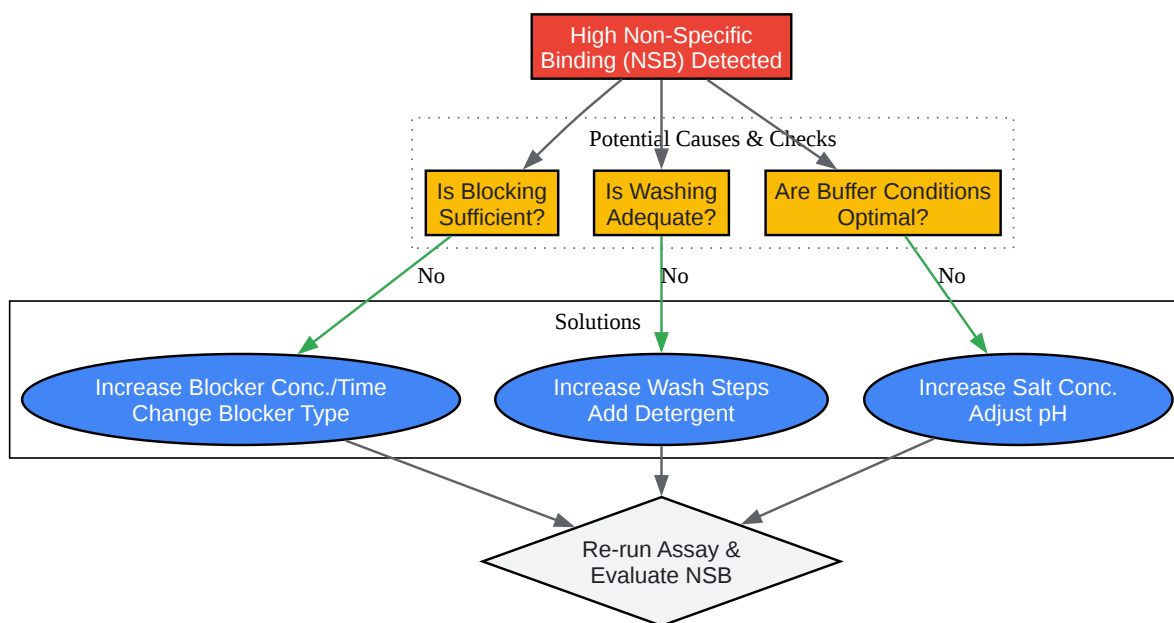 High Non-Specific
Binding (NSB) Detected
Potential Causes & Checks
Is Blocking
Sufficient?
Is Washing
Adequate?
Are Buffer Conditions
Optimal?
No
No
No
Solutions
Increase Blocker Conc./Time
Change Blocker Type
Increase Wash Steps
Add Detergent
Increase Salt Conc.
Adjust pH
Re-run Assay &
Evaluate NSB